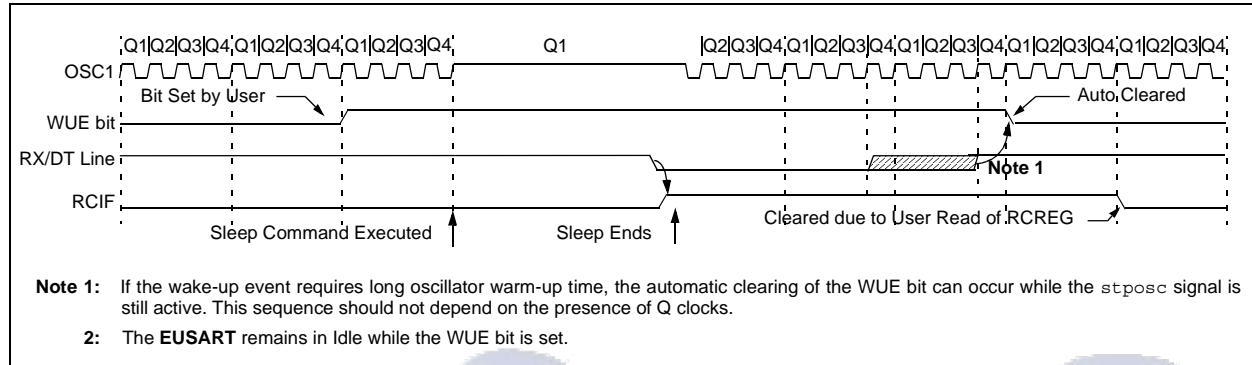 Q1 Q2 Q3 Q4 Q1 Q2 Q3 Q4 Q1 Q2 Q3 Q4 Q1 Q2 Q3 Q4 Q1 Q2 Q3 Q4 Q1 Q2 Q3 Q4 Q1 Q2 Q3 Q4 Q1 Q2 Q3 Q4
OSC1
Bit Set by User
Auto Cleared
WUE bit
RX/DT Line
Note 1
RCIF
Cleared due to User Read of RCREG
Sleep Command Executed
Sleep Ends
Note 1: If the wake-up event requires long oscillator warm-up time, the automatic clearing of the WUE bit can occur while the stposc signal is
still active. This sequence should not depend on the presence of Q clocks.
2: The EUSART remains in Idle while the WUE bit is set.